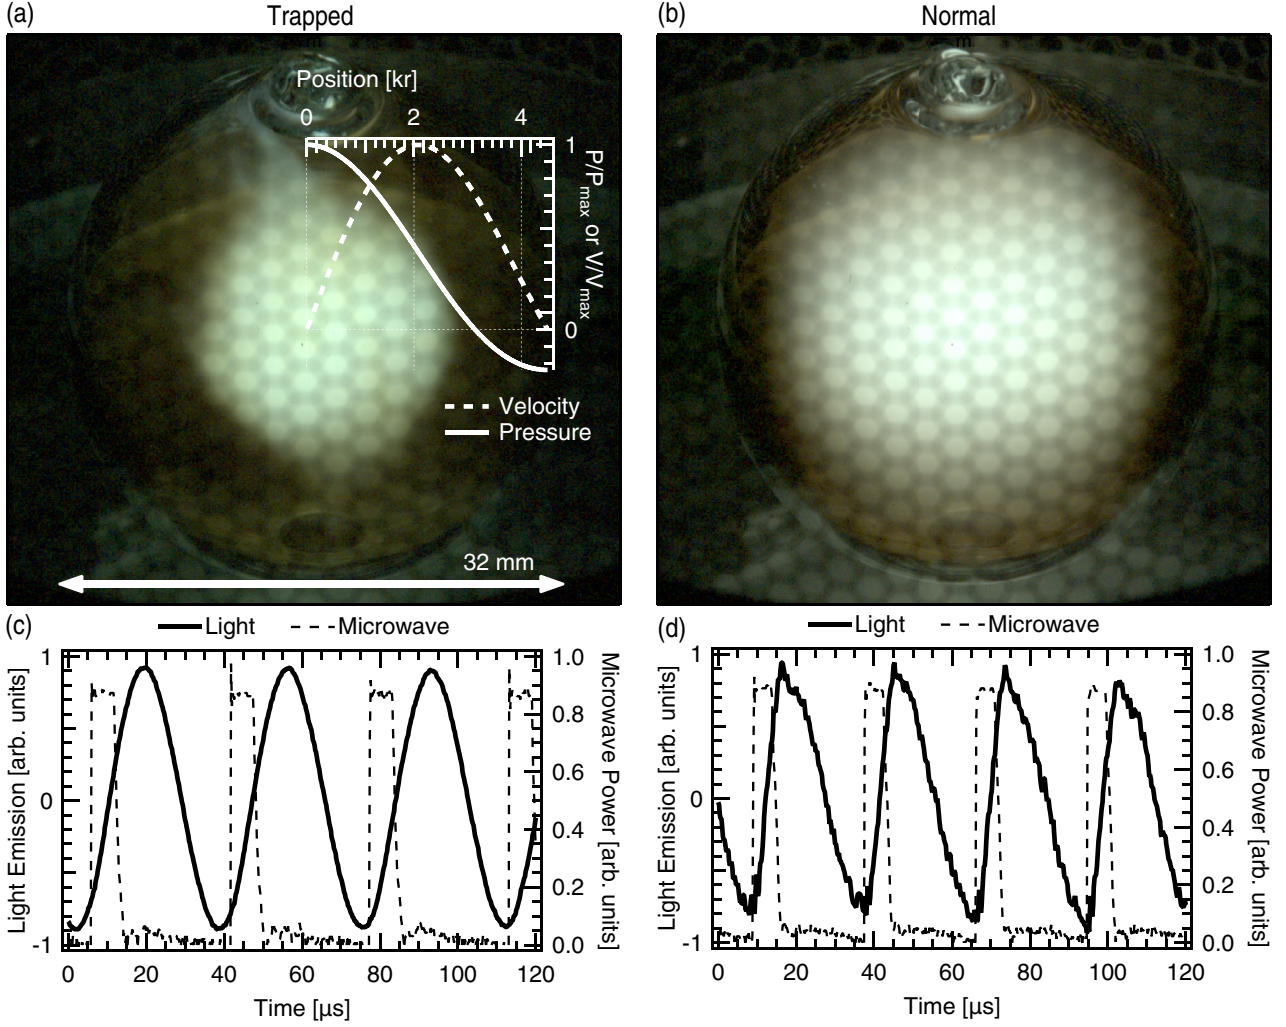 (a)
Trapped
(b)
Normal
Position [kr]
0 2 4
1
0
P/Pmax or V/Vmax
Velocity
Pressure
32 mm
(c)
Light Microwave
1
0
-1
Light Emission [arb. units]
1.0
0.8
0.6
0.4
0.2
0.0
Microwave Power [arb. units]
0 20 40 60 80 100 120
Time [µs]
(d)
Light Microwave
1
0
-1
Light Emission [arb. units]
1.0
0.8
0.6
0.4
0.2
0.0
Microwave Power [arb. units]
0 20 40 60 80 100 120
Time [µs]